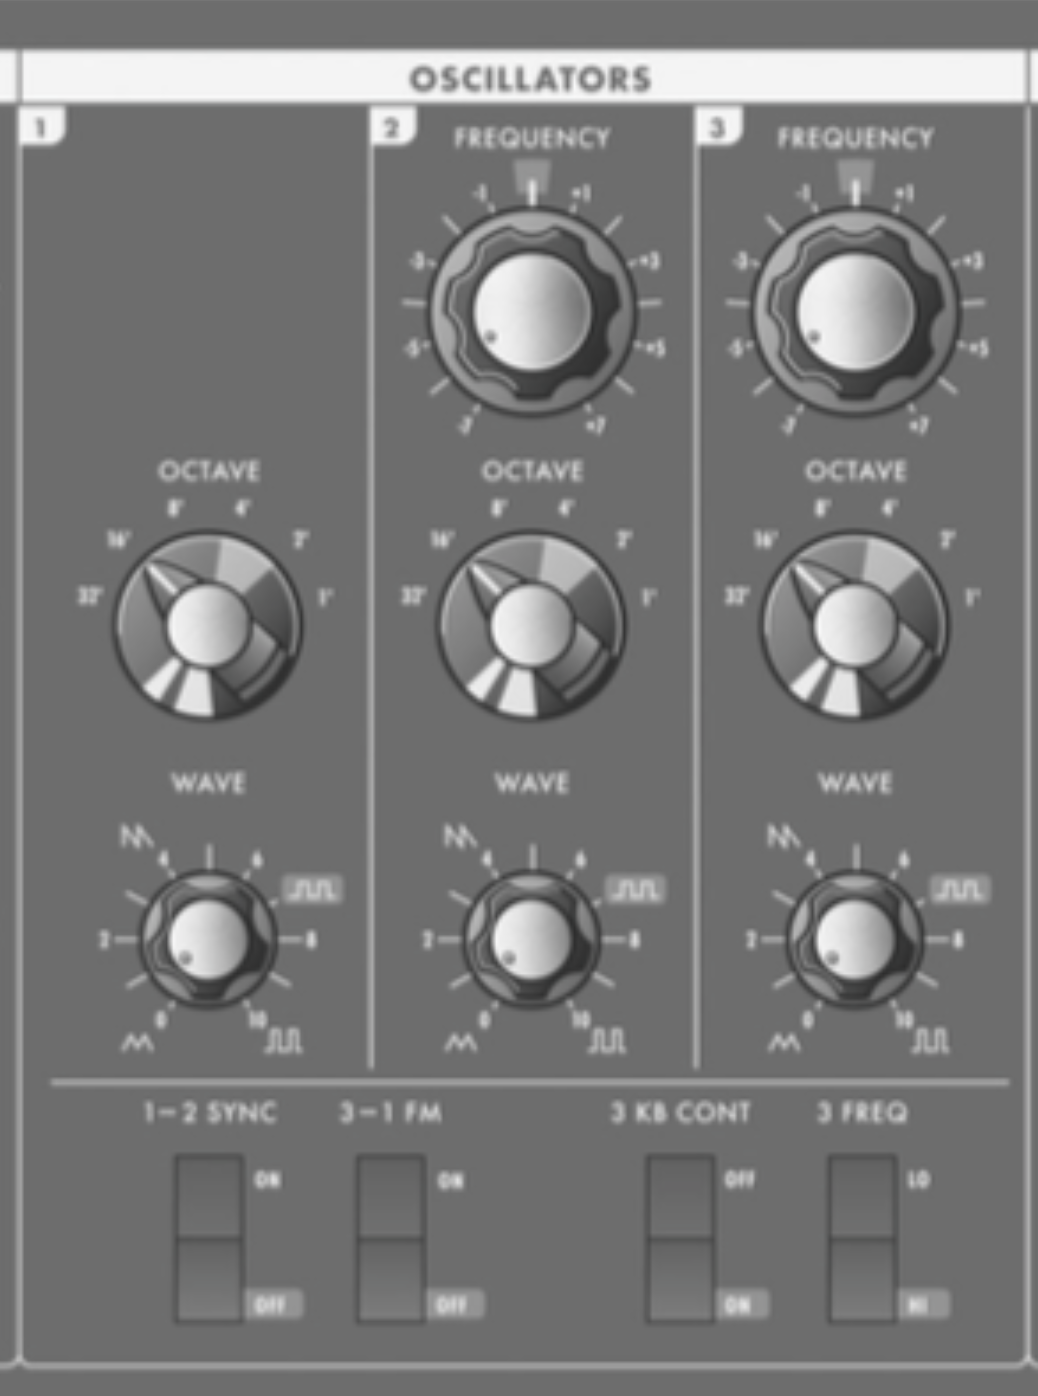 OSCILLATORS
1
2
3
FREQUENCY
FREQUENCY
-1 +1
-1 +1
-3 +3
-3 +3
-5 +5
-5 +5
-7 +7
-7 +7
OCTAVE
OCTAVE
OCTAVE
8' 4'
8' 4'
8' 4'
16' 2'
16' 2'
16' 2'
32' 1'
32' 1'
32' 1'
WAVE
WAVE
WAVE
4 6
4 6
4 6
2 8
2 8
2 8
0 10
0 10
0 10
1–2 SYNC
3–1 FM
3 KB CONT
3 FREQ
ON
ON
OFF
LO
OFF
OFF
ON
HI